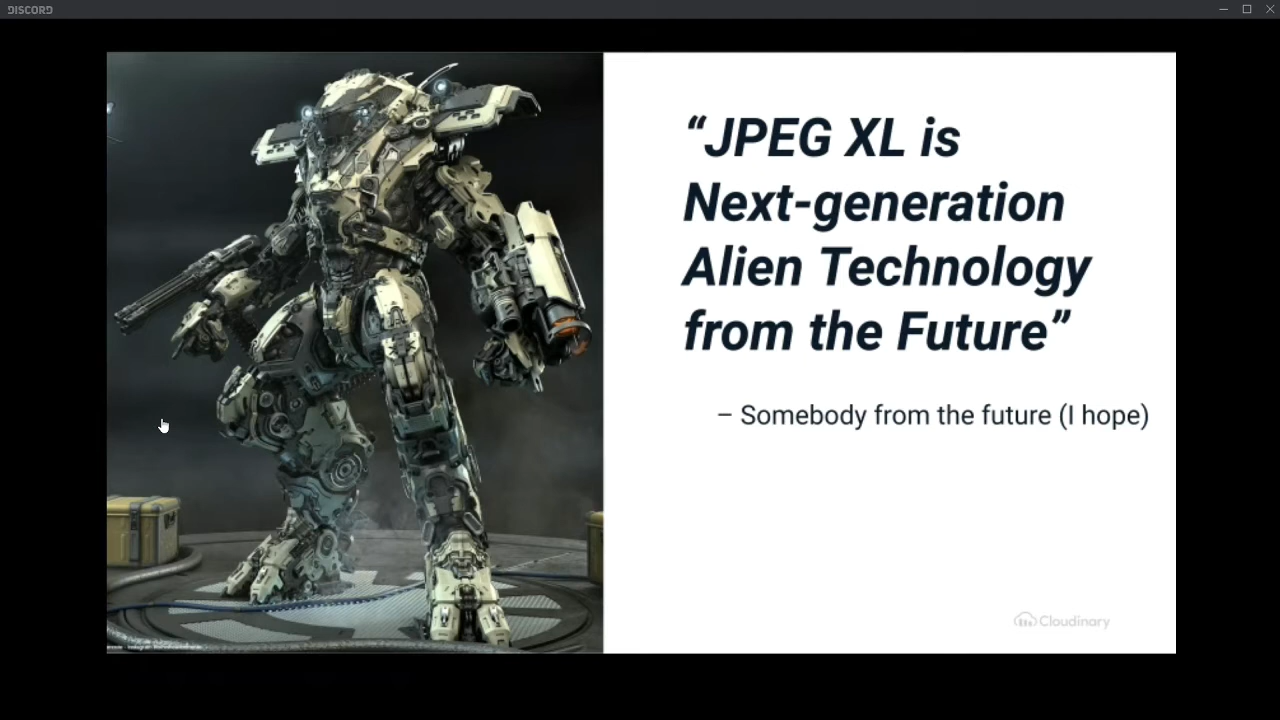 DISCORD
“JPEG XL is
Next-generation
Alien Technology
from the Future”
– Somebody from the future (I hope)
Cloudinary